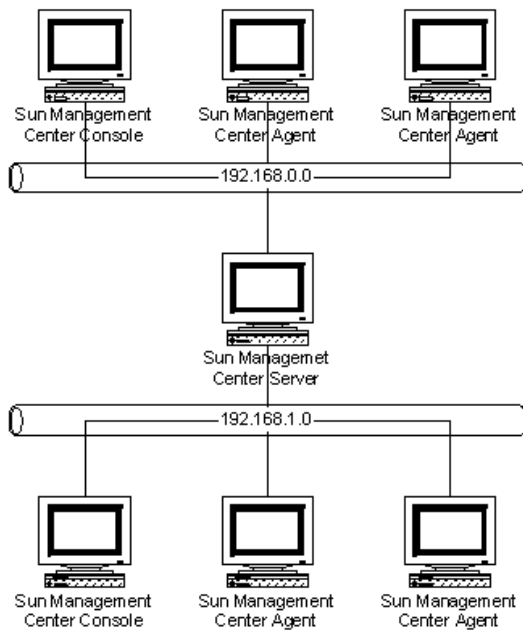 Sun Management
Center Console
Sun Management
Center Agent
Sun Management
Center Agent
192.168.0.0
Sun Managemet
Center Server
192.168.1.0
Sun Management
Center Console
Sun Management
Center Agent
Sun Management
Center Agent